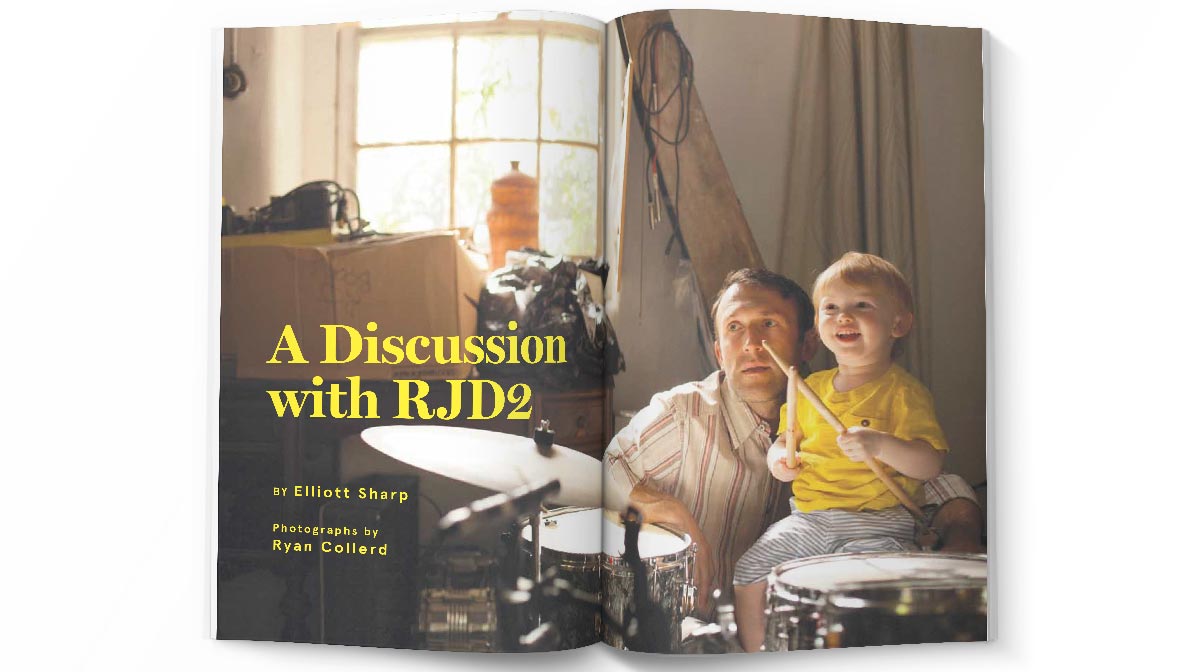 A Discussion
with RJD2
BY Elliott Sharp
Photographs by
Ryan Collerd